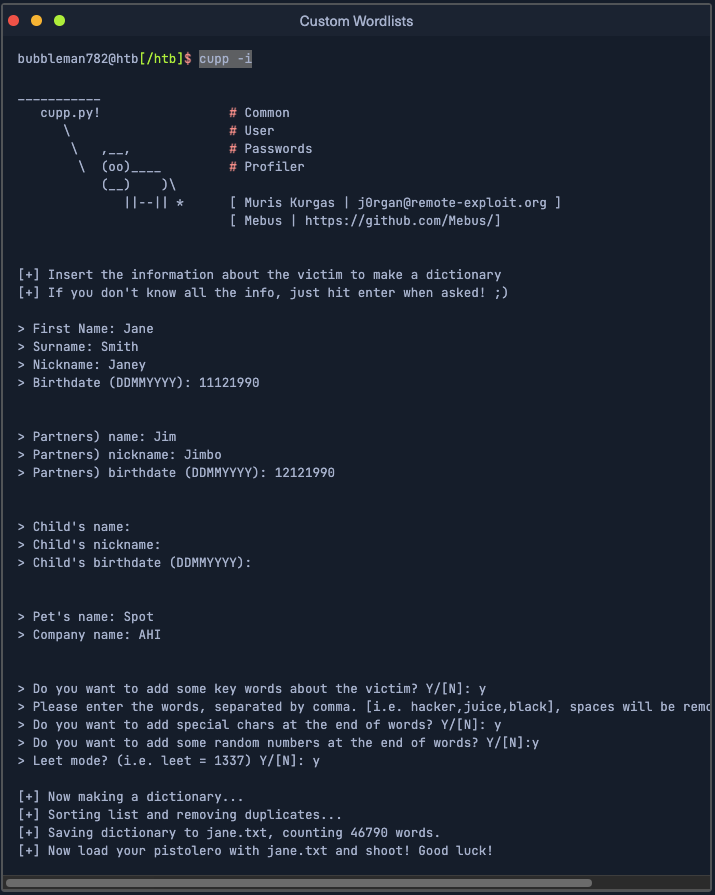 Custom Wordlists
bubbleman782@htb[/htb]$ cupp -i
___________
cupp.py!                 # Common
\                     # User
\   ,__,             # Passwords
\  (oo)____         # Profiler
(__)    )\
||--|| *      [ Muris Kurgas | j0rgan@remote-exploit.org ]
[ Mebus | https://github.com/Mebus/]
[+] Insert the information about the victim to make a dictionary
[+] If you don't know all the info, just hit enter when asked! ;)
> First Name: Jane
> Surname: Smith
> Nickname: Janey
> Birthdate (DDMMYYYY): 11121990
> Partners) name: Jim
> Partners) nickname: Jimbo
> Partners) birthdate (DDMMYYYY): 12121990
> Child's name:
> Child's nickname:
> Child's birthdate (DDMMYYYY):
> Pet's name: Spot
> Company name: AHI
> Do you want to add some key words about the victim? Y/[N]: y
> Please enter the words, separated by comma. [i.e. hacker,juice,black], spaces will be remo
> Do you want to add special chars at the end of words? Y/[N]: y
> Do you want to add some random numbers at the end of words? Y/[N]:y
> Leet mode? (i.e. leet = 1337) Y/[N]: y
[+] Now making a dictionary...
[+] Sorting list and removing duplicates...
[+] Saving dictionary to jane.txt, counting 46790 words.
[+] Now load your pistolero with jane.txt and shoot! Good luck!